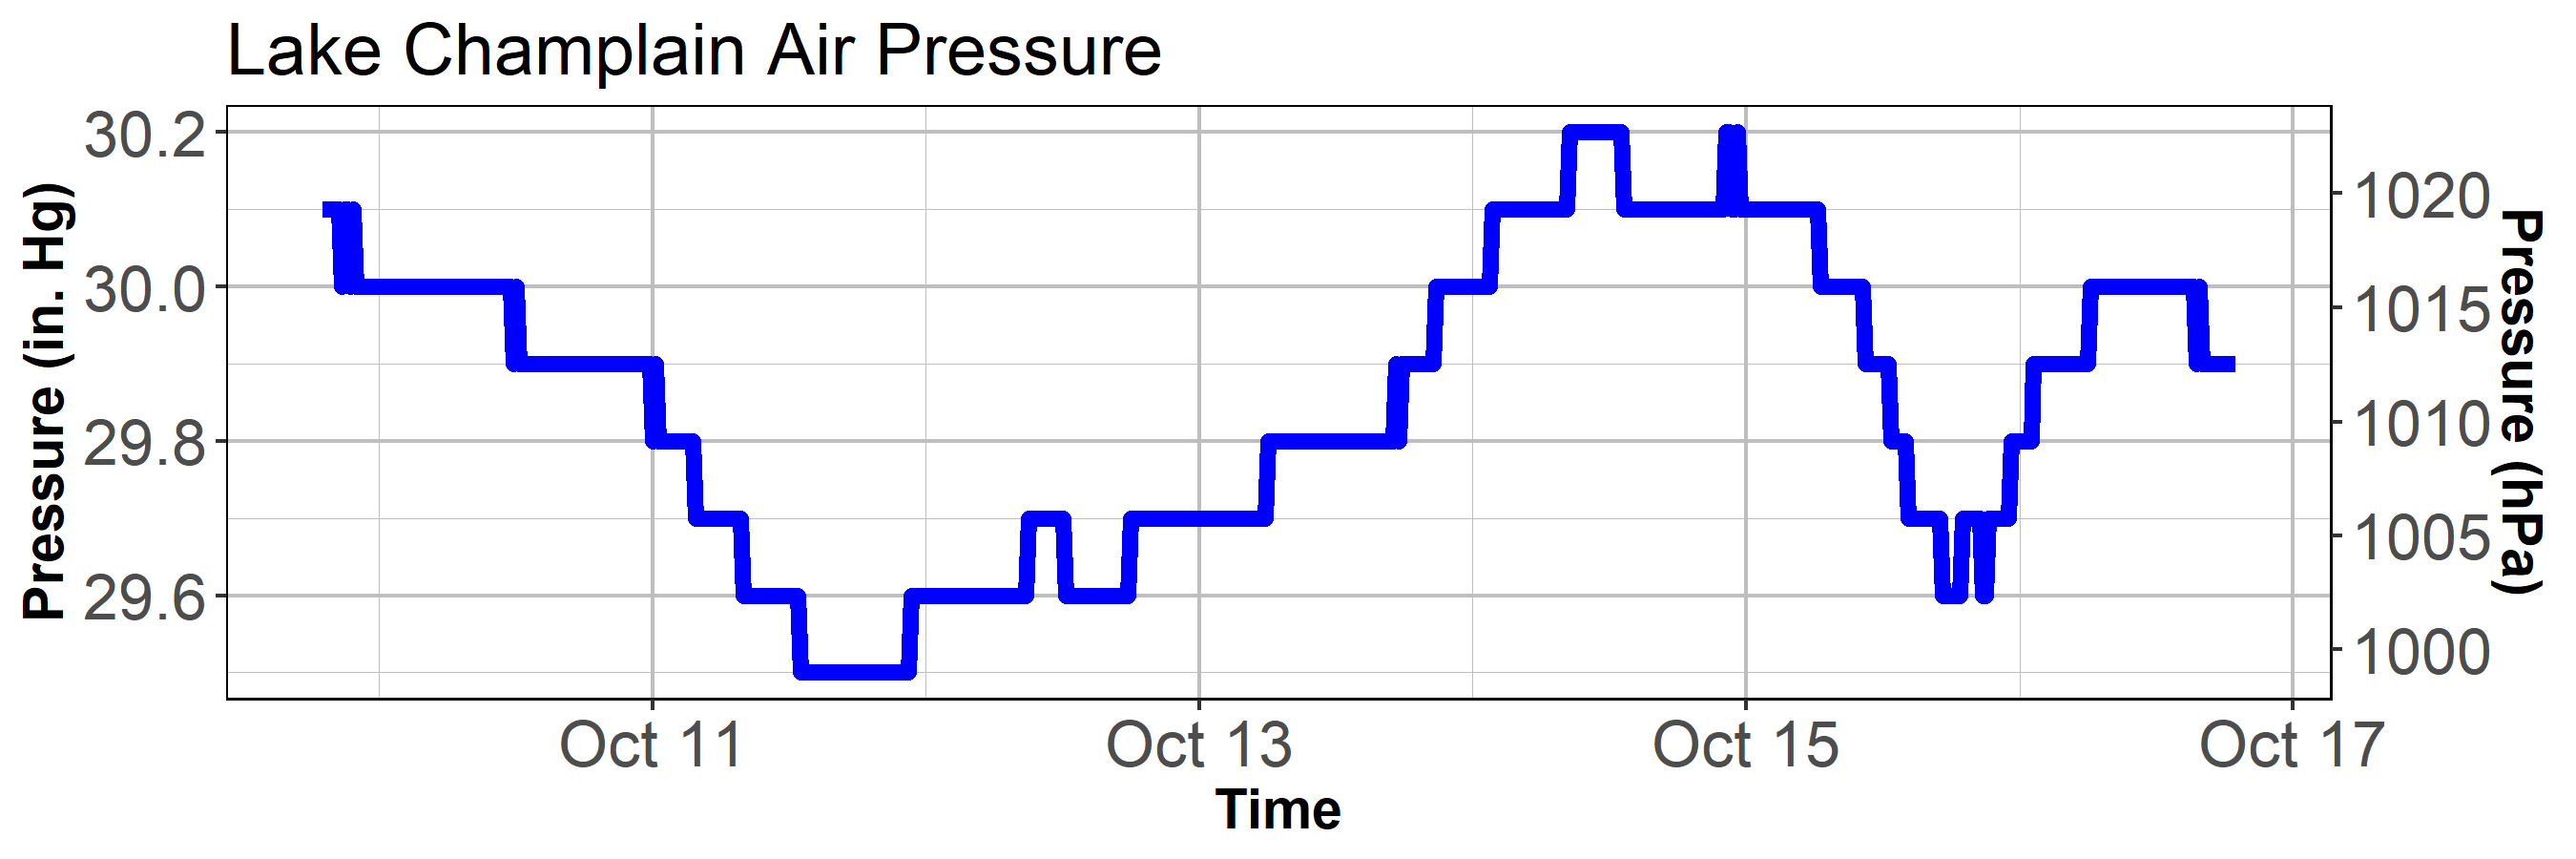 Lake Champlain Air Pressure
Pressure (in. Hg)
30.2
30.0
29.8
29.6
1020
1015
1010
1005
1000
Pressure (hPa)
Oct 11
Oct 13
Oct 15
Oct 17
Time